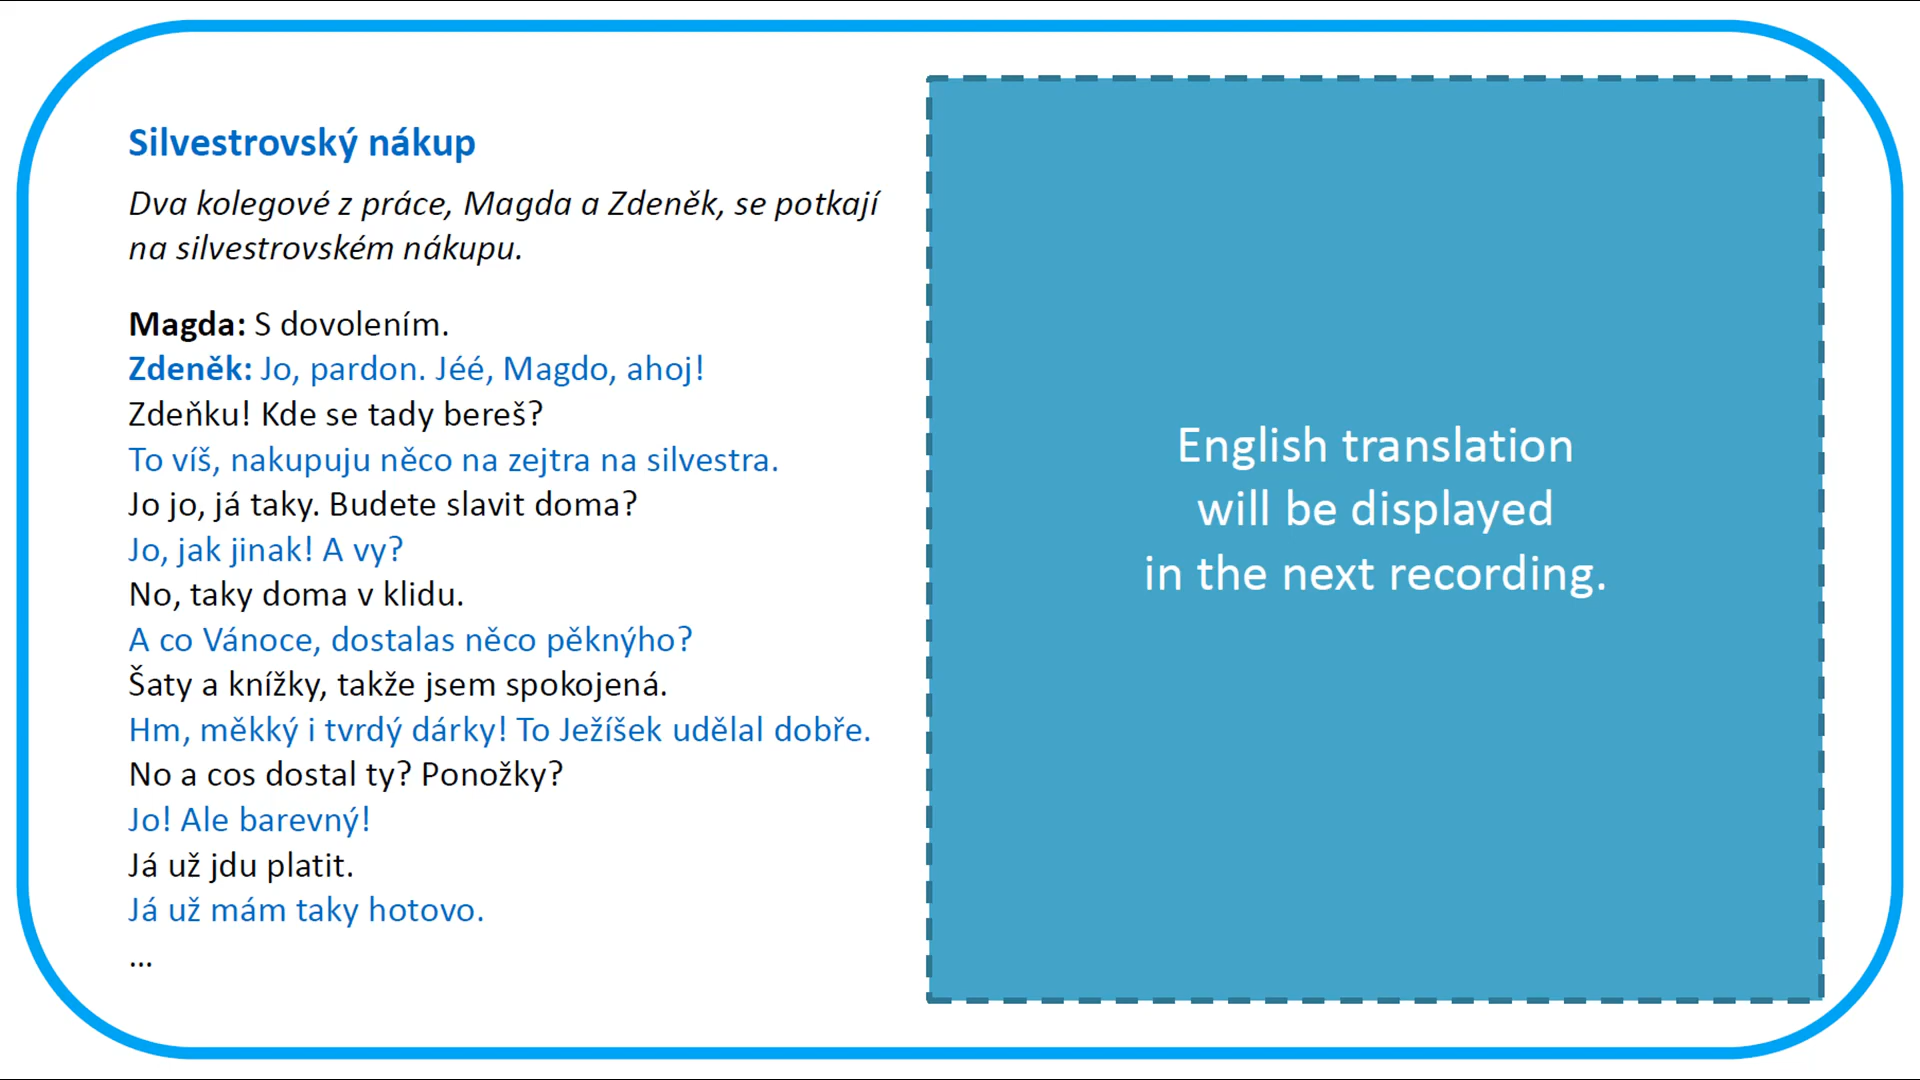 Silvestrovský nákup
Dva kolegové z práce, Magda a Zdeněk, se potkají
na silvestrovském nákupu.
Magda: S dovolením.
Zdeněk: Jo, pardon. Jéé, Magdo, ahoj!
Zdeňku! Kde se tady bereš?
To víš, nakupuju něco na zejtra na silvestra.
Jo jo, já taky. Budete slavit doma?
Jo, jak jinak! A vy?
No, taky doma v klidu.
A co Vánoce, dostalas něco pěknýho?
Šaty a knížky, takže jsem spokojená.
Hm, měkký i tvrdý dárky! To Ježíšek udělal dobře.
No a cos dostal ty? Ponožky?
Jo! Ale barevný!
Já už jdu platit.
Já už mám taky hotovo.
...
English translation
will be displayed
in the next recording.